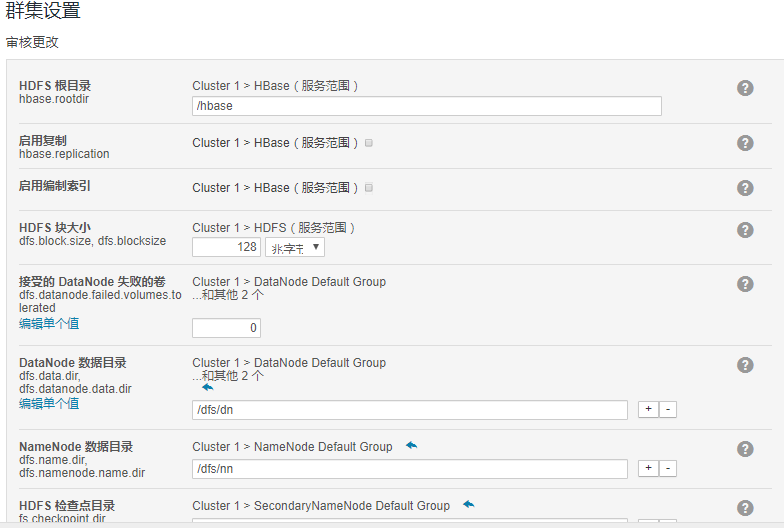 群集设置
审核更改
HDFS 根目录
hbase.rootdir
Cluster 1 > HBase（服务范围）
/hbase
启用复制
hbase.replication
Cluster 1 > HBase（服务范围）
启用编制索引
Cluster 1 > HBase（服务范围）
HDFS 块大小
dfs.block.size, dfs.blocksize
Cluster 1 > HDFS（服务范围）
128 兆字节
接受的 DataNode 失败的卷
dfs.datanode.failed.volumes.to
lerated
编辑单个值
Cluster 1 > DataNode Default Group
...和其他 2 个
0
DataNode 数据目录
dfs.data.dir,
dfs.datanode.data.dir
编辑单个值
Cluster 1 > DataNode Default Group
...和其他 2 个
/dfs/dn
+ -
NameNode 数据目录
dfs.name.dir,
dfs.namenode.name.dir
Cluster 1 > NameNode Default Group
/dfs/nn
+ -
HDFS 检查点目录
fs.checkpoint.dir
Cluster 1 > SecondaryNameNode Default Group